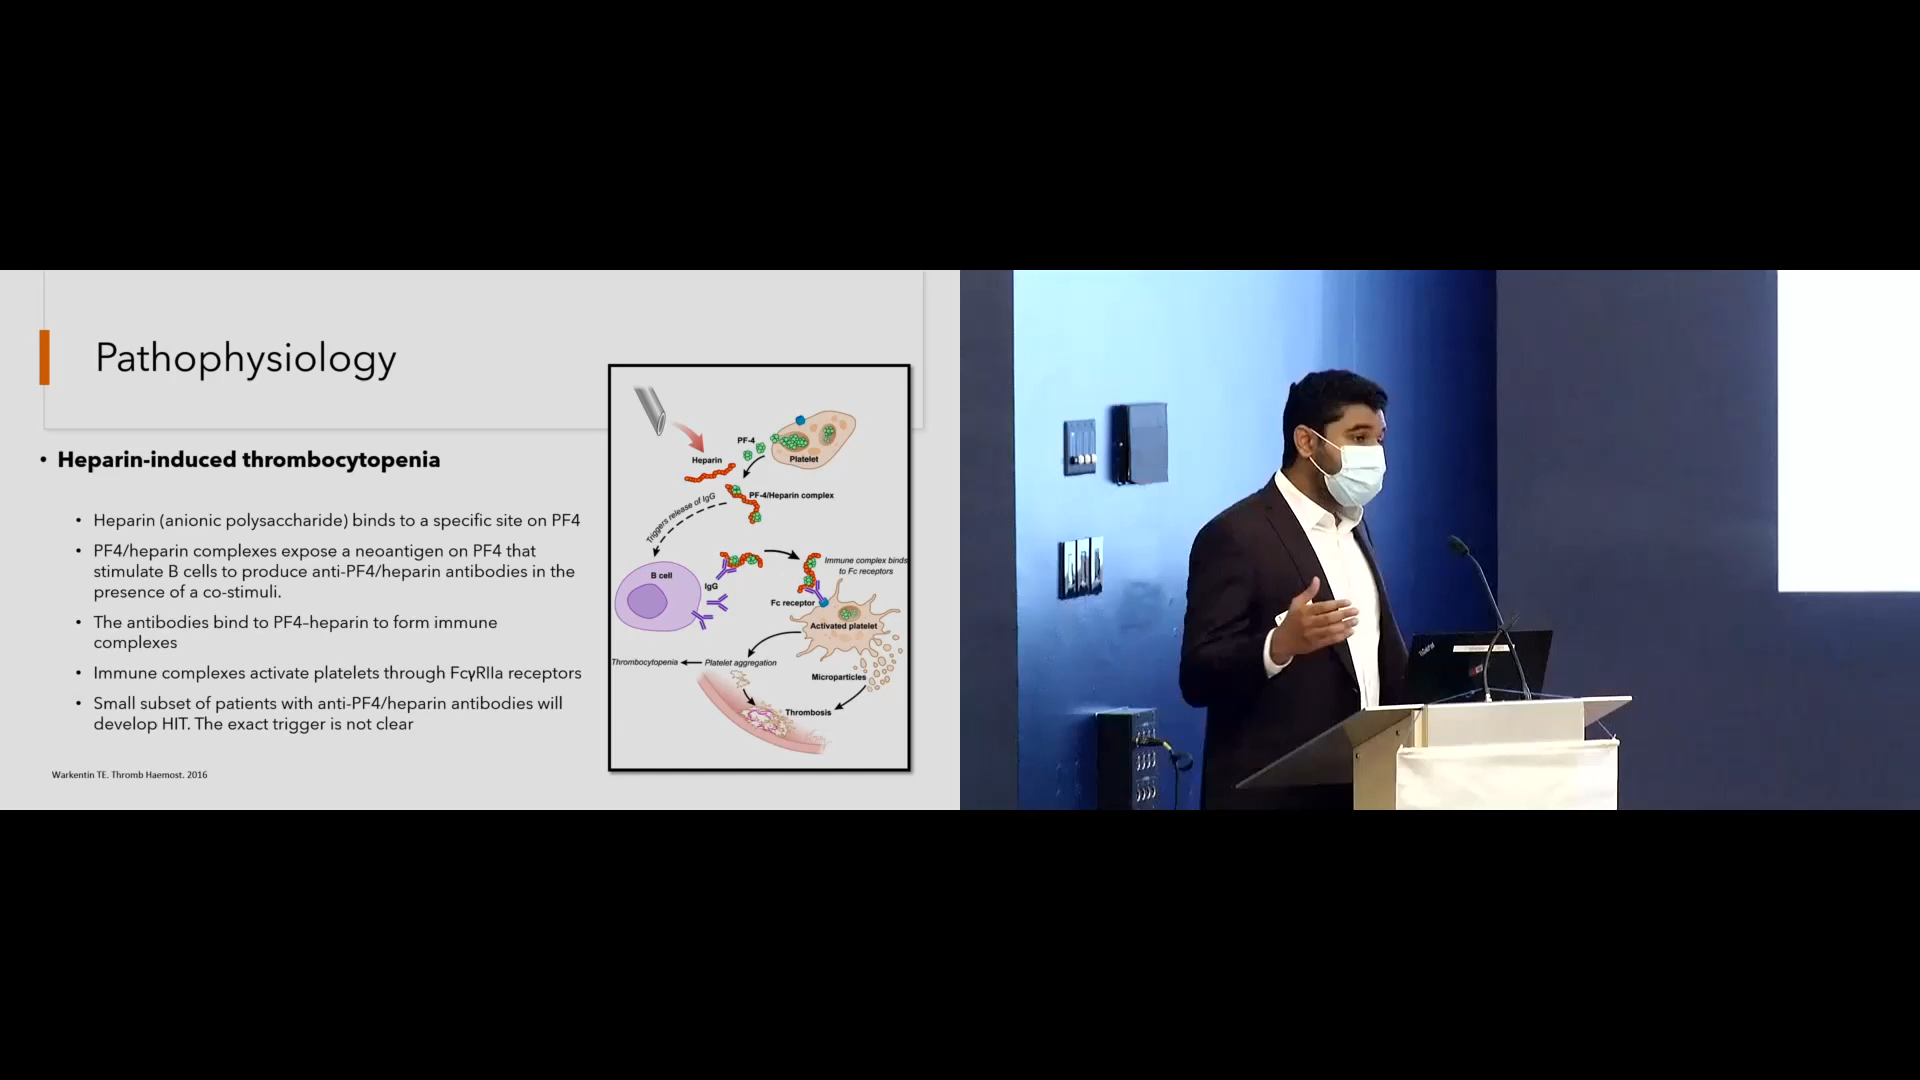 Pathophysiology
• Heparin-induced thrombocytopenia
• Heparin (anionic polysaccharide) binds to a specific site on PF4
• PF4/heparin complexes expose a neoantigen on PF4 that
stimulate B cells to produce anti-PF4/heparin antibodies in the
presence of a co-stimuli.
• The antibodies bind to PF4–heparin to form immune
complexes
• Immune complexes activate platelets through FcγRIIa receptors
• Small subset of patients with anti-PF4/heparin antibodies will
develop HIT. The exact trigger is not clear
Warkentin TE. Thromb Haemost. 2016
PF-4
Platelet
Heparin
PF-4/Heparin complex
Triggers release of IgG
Immune complex binds
to Fc receptors
B cell
IgG
Fc receptor
Activated platelet
Thrombocytopenia
Platelet aggregation
Microparticles
Thrombosis
ThinkPad